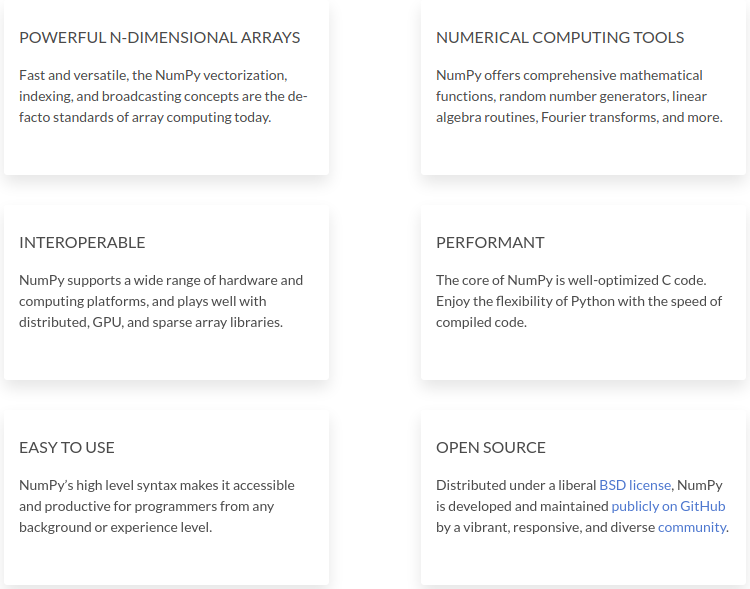 POWERFUL N-DIMENSIONAL ARRAYS
Fast and versatile, the NumPy vectorization,
indexing, and broadcasting concepts are the de-
facto standards of array computing today.
NUMERICAL COMPUTING TOOLS
NumPy offers comprehensive mathematical
functions, random number generators, linear
algebra routines, Fourier transforms, and more.
INTEROPERABLE
NumPy supports a wide range of hardware and
computing platforms, and plays well with
distributed, GPU, and sparse array libraries.
PERFORMANT
The core of NumPy is well-optimized C code.
Enjoy the flexibility of Python with the speed of
compiled code.
EASY TO USE
NumPy’s high level syntax makes it accessible
and productive for programmers from any
background or experience level.
OPEN SOURCE
Distributed under a liberal BSD license, NumPy
is developed and maintained publicly on GitHub
by a vibrant, responsive, and diverse community.